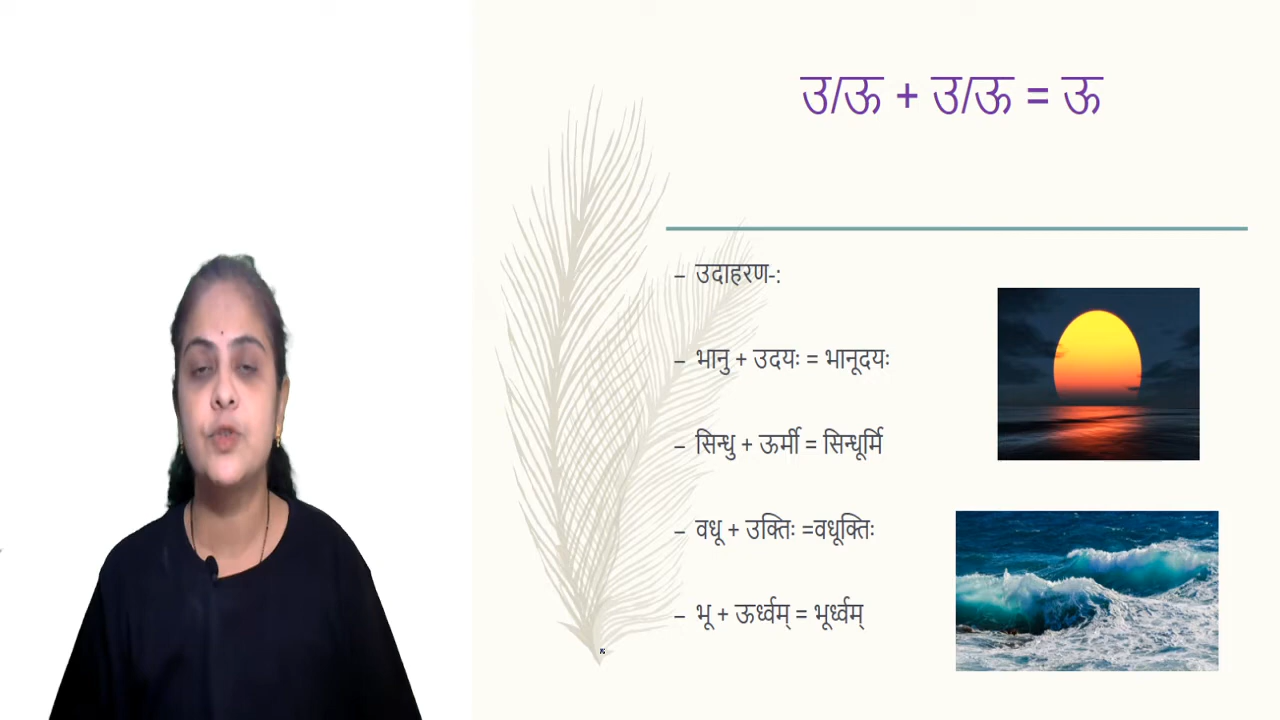 उ/ऊ + उ/ऊ = ऊ
– उदाहरण-:
– भानु + उदयः = भानूदयः
– सिन्धु + ऊर्मी = सिन्धूर्मि
– वधू + उक्तिः =वधूक्तिः
– भू + ऊर्ध्वम् = भूर्ध्वम्